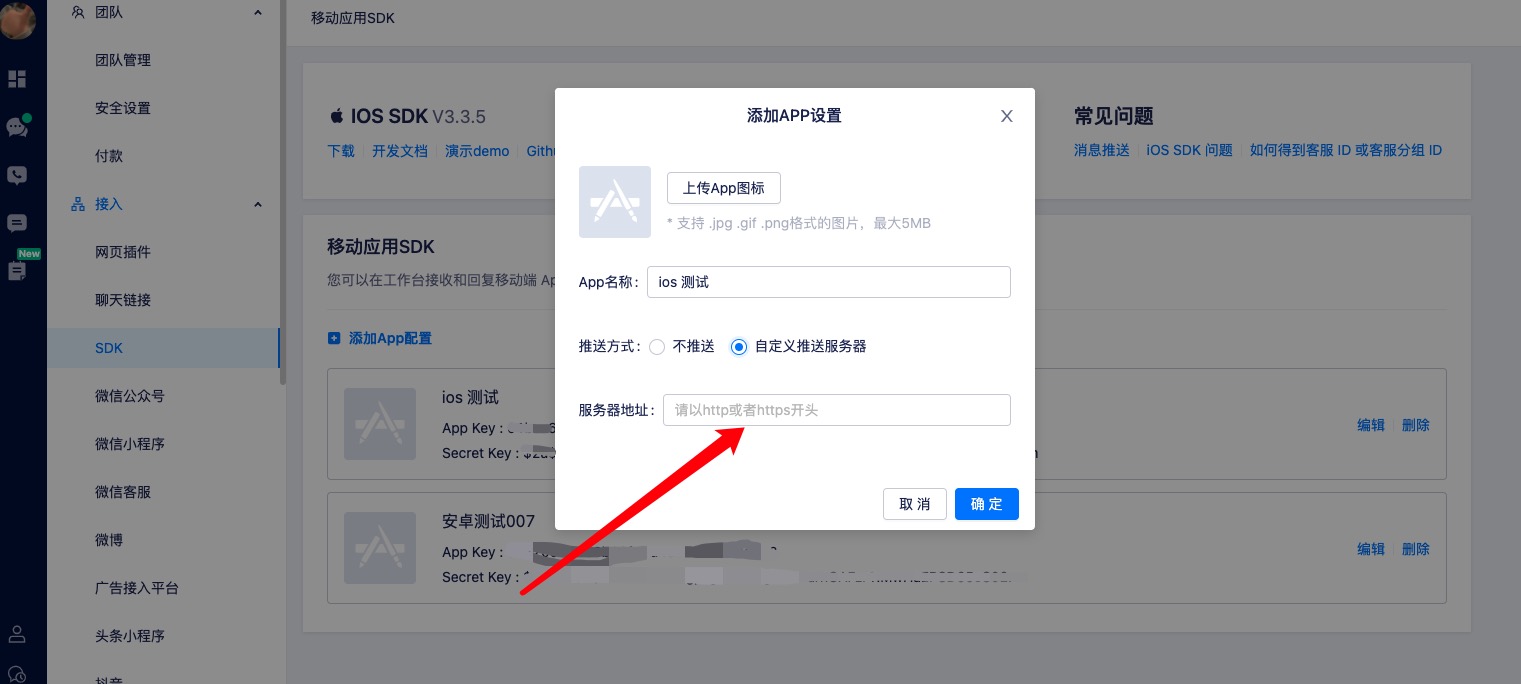 团队
团队管理
安全设置
付款
接入
网页插件
聊天链接
SDK
微信公众号
微信小程序
微信客服
微博
广告接入平台
头条小程序
抖音
New
移动应用SDK
IOS SDK V3.3.5
下载 开发文档 演示demo
常见问题
消息推送 iOS SDK 问题 如何得到客服 ID 或客服分组 ID
移动应用SDK
您可以在工作台接收和回复移动端
添加App配置
ios 测试
App Key :
Secret Key :
编辑 删除
安卓测试007
App Key :
Secret Key :
编辑 删除
添加APP设置
X
上传App图标
* 支持 .jpg .gif .png格式的图片，最大5MB
App名称： ios 测试
推送方式： 不推送 自定义推送服务器
服务器地址： 请以http或者https开头
取 消 确 定